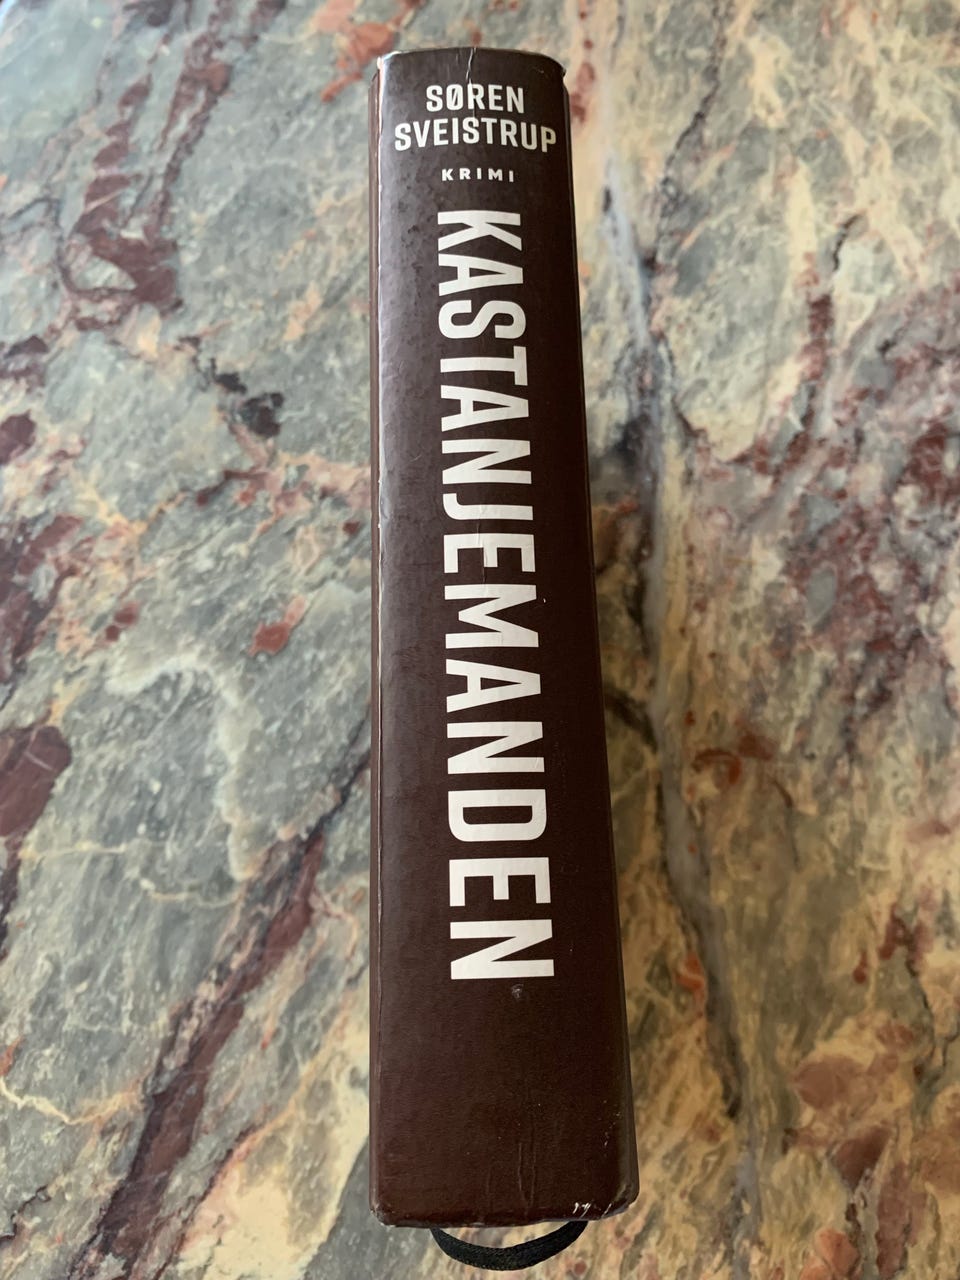 SØREN
SVEISTRUP
KRIMI
KASTANJEMANDEN